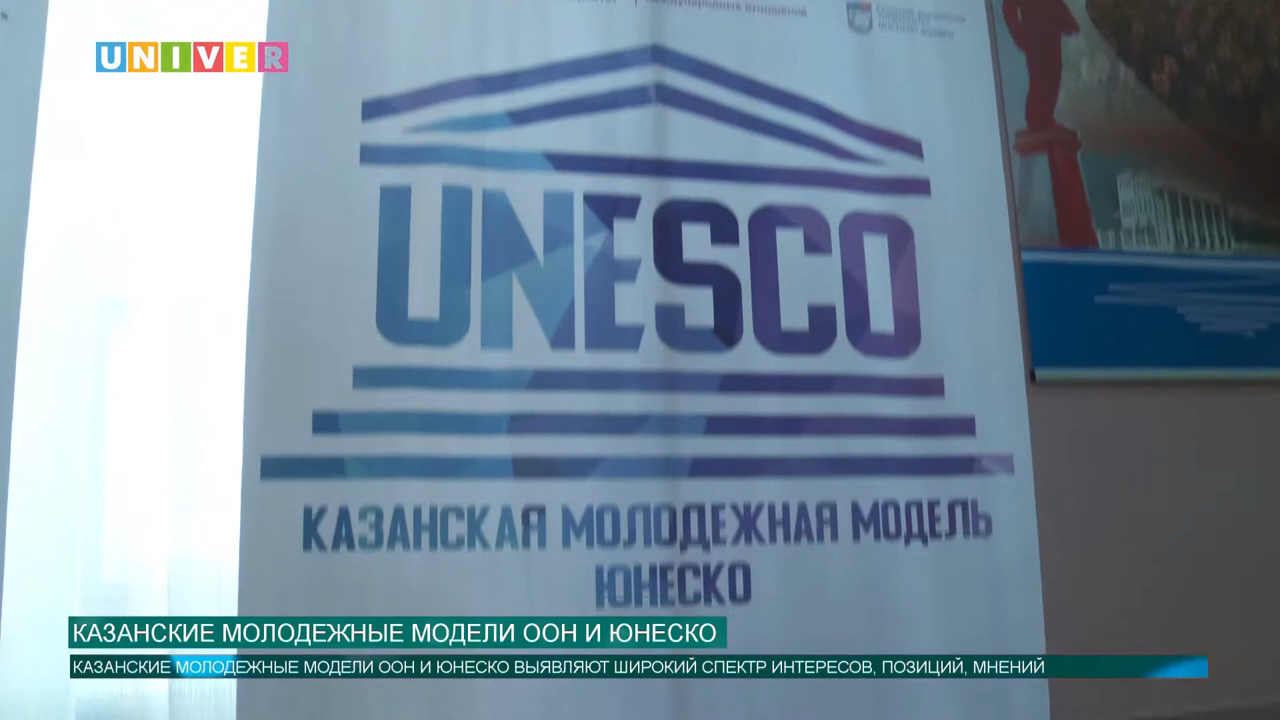 UNIVER
UNESCO
КАЗАНСКАЯ МОЛОДЕЖНАЯ МОДЕЛЬ
ЮНЕСКО
КАЗАНСКИЕ МОЛОДЕЖНЫЕ МОДЕЛИ ООН И ЮНЕСКО
КАЗАНСКИЕ МОЛОДЕЖНЫЕ МОДЕЛИ ООН И ЮНЕСКО ВЫЯВЛЯЮТ ШИРОКИЙ СПЕКТР ИНТЕРЕСОВ, ПОЗИЦИЙ, МНЕНИЙ